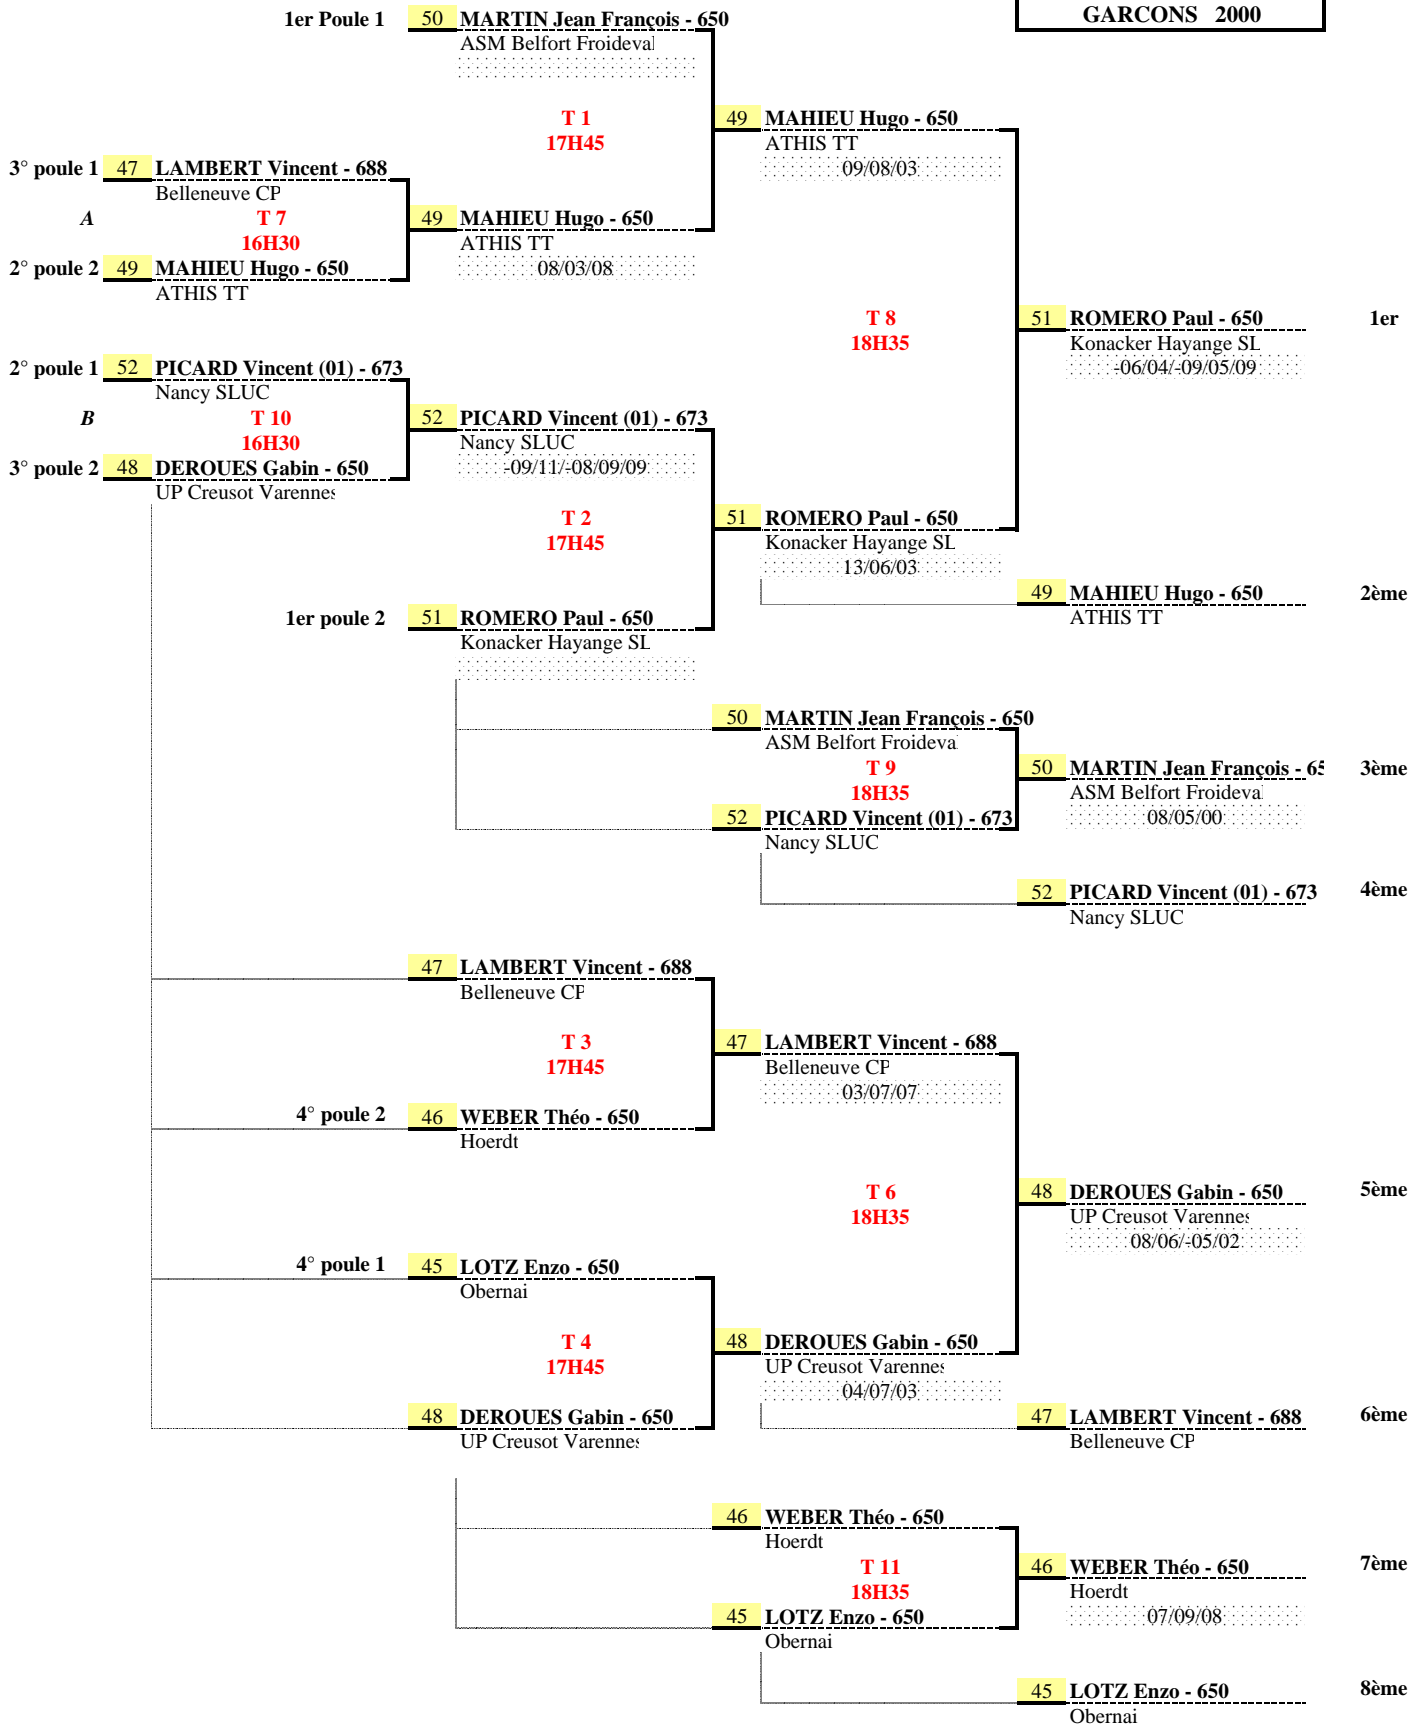 GARCONS 2000
1er Poule 1 50 MARTIN Jean François - 650
ASM Belfort Froideval
T 1
17H45
49 MAHIEU Hugo - 650
ATHIS TT
09/08/03
3° poule 1 47 LAMBERT Vincent - 688
Belleneuve CP
A T 7
16H30
49 MAHIEU Hugo - 650
ATHIS TT
08/03/08
2° poule 2 49 MAHIEU Hugo - 650
ATHIS TT
T 8
18H35
51 ROMERO Paul - 650 1er
Konacker Hayange SL
-06/04/-09/05/09
2° poule 1 52 PICARD Vincent (01) - 673
Nancy SLUC
B T 10
16H30
52 PICARD Vincent (01) - 673
Nancy SLUC
-09/11/-08/09/09
3° poule 2 48 DEROUES Gabin - 650
UP Creusot Varennes
T 2
17H45
51 ROMERO Paul - 650
Konacker Hayange SL
13/06/03
49 MAHIEU Hugo - 650 2ème
ATHIS TT
1er poule 2 51 ROMERO Paul - 650
Konacker Hayange SL
50 MARTIN Jean François - 650
ASM Belfort Froideval
T 9
18H35
50 MARTIN Jean François - 65 3ème
ASM Belfort Froideval
08/05/00
52 PICARD Vincent (01) - 673
Nancy SLUC
52 PICARD Vincent (01) - 673 4ème
Nancy SLUC
47 LAMBERT Vincent - 688
Belleneuve CP
T 3
17H45
47 LAMBERT Vincent - 688
Belleneuve CP
03/07/07
4° poule 2 46 WEBER Théo - 650
Hoerdt
T 6
18H35
48 DEROUES Gabin - 650 5ème
UP Creusot Varennes
08/06/-05/02
4° poule 1 45 LOTZ Enzo - 650
Obernai
T 4
17H45
48 DEROUES Gabin - 650
UP Creusot Varennes
04/07/03
48 DEROUES Gabin - 650
UP Creusot Varennes
47 LAMBERT Vincent - 688 6ème
Belleneuve CP
46 WEBER Théo - 650
Hoerdt
T 11
18H35
46 WEBER Théo - 650 7ème
Hoerdt
07/09/08
45 LOTZ Enzo - 650
Obernai
45 LOTZ Enzo - 650 8ème
Obernai